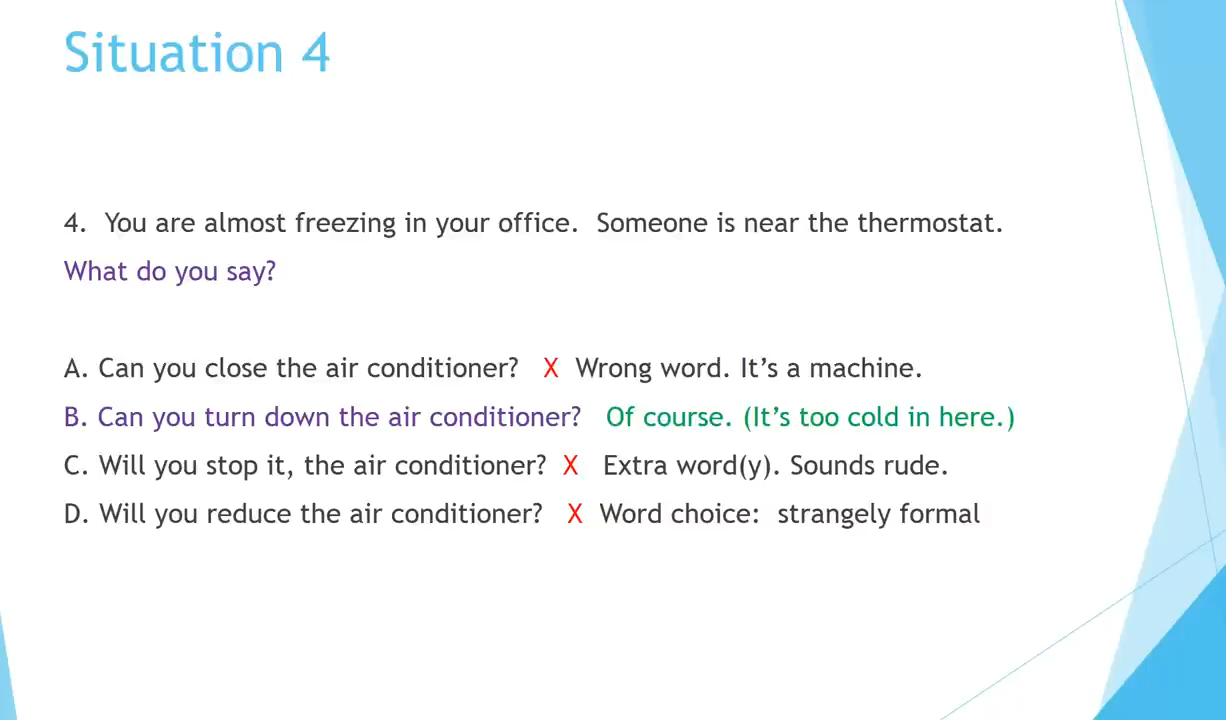 Situation 4
4. You are almost freezing in your office. Someone is near the thermostat.
What do you say?
A. Can you close the air conditioner? X Wrong word. It’s a machine.
B. Can you turn down the air conditioner? Of course. (It’s too cold in here.)
C. Will you stop it, the air conditioner? X Extra word(y). Sounds rude.
D. Will you reduce the air conditioner? X Word choice: strangely formal